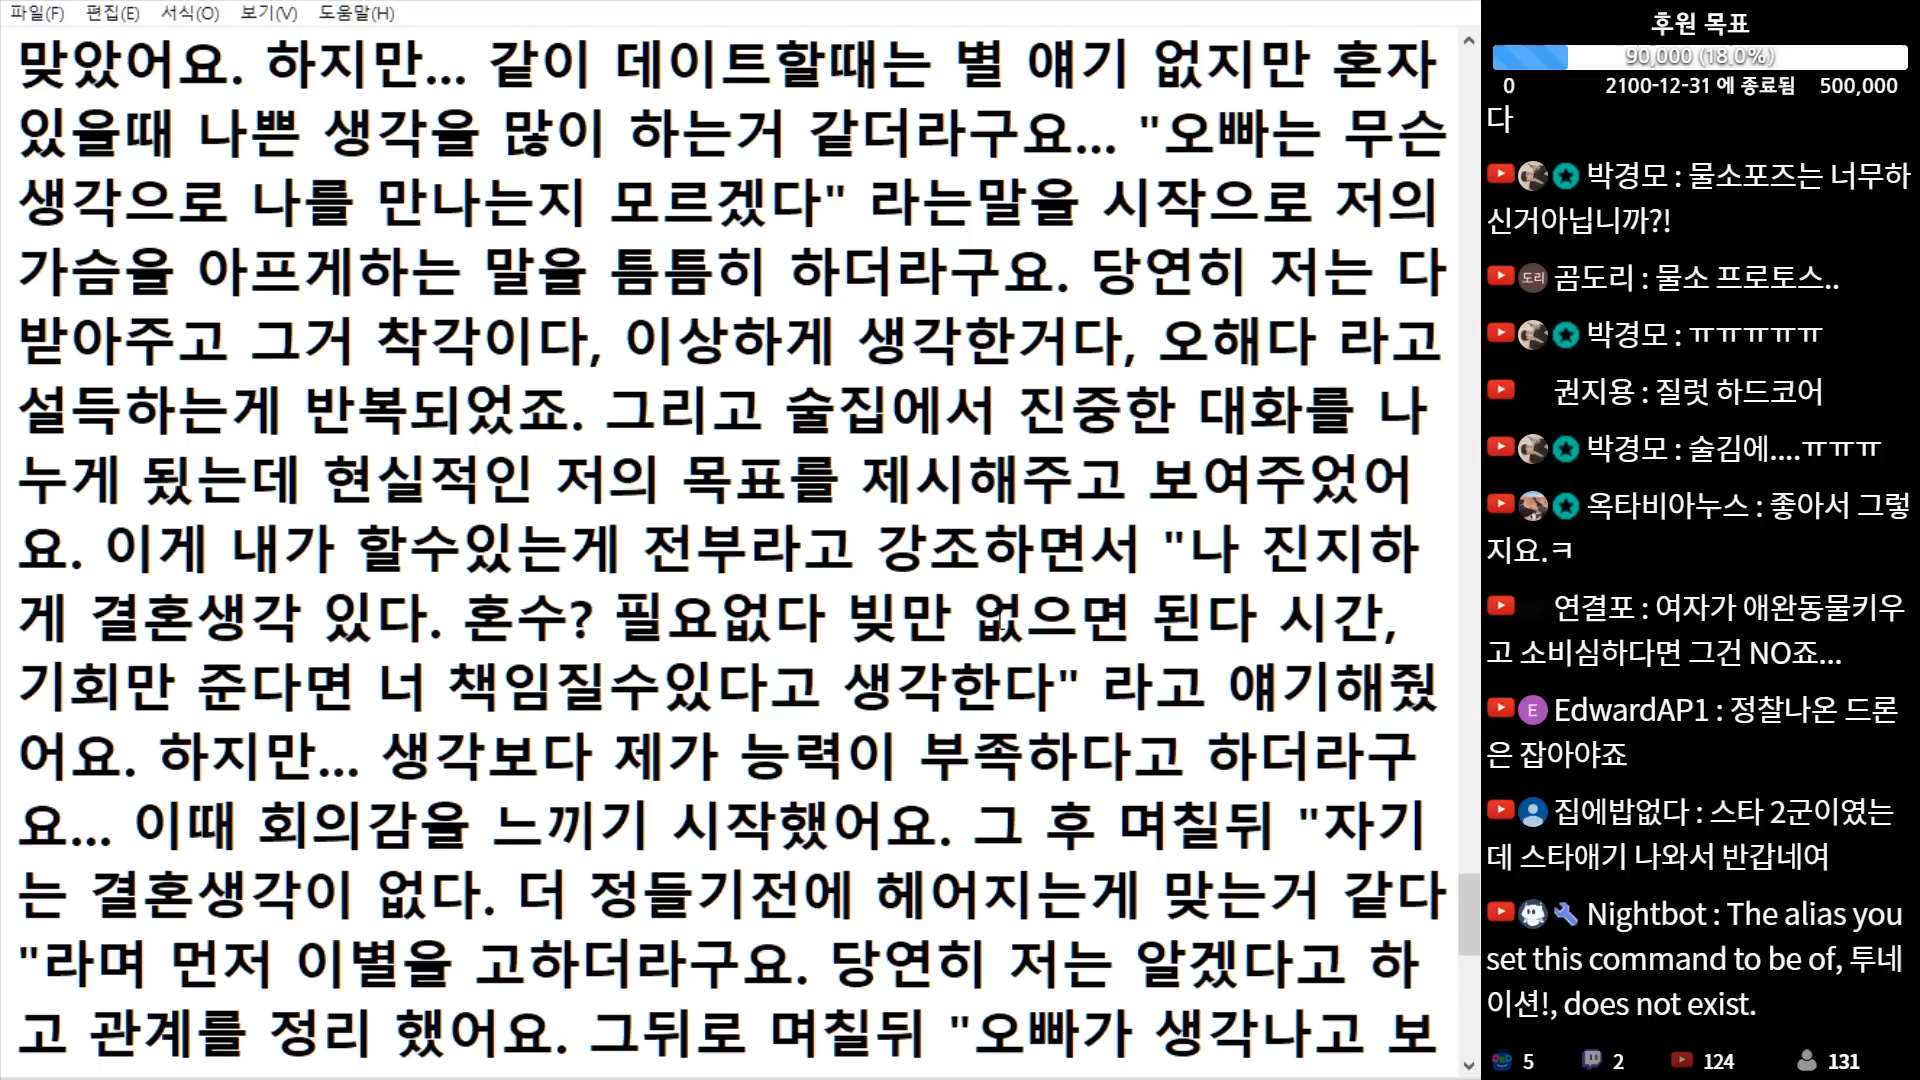 파일(F) 편집(E) 서식(O) 보기(V) 도움말(H)
맞았어요. 하지만... 같이 데이트할때는 별 얘기 없지만 혼자
있을때 나쁜 생각을 많이 하는거 같더라구요... "오빠는 무슨
생각으로 나를 만나는지 모르겠다" 라는말을 시작으로 저의
가슴을 아프게하는 말을 틈틈히 하더라구요. 당연히 저는 다
받아주고 그거 착각이다, 이상하게 생각한거다, 오해다 라고
설득하는게 반복되었죠. 그리고 술집에서 진중한 대화를 나
누게 됬는데 현실적인 저의 목표를 제시해주고 보여주었어
요. 이게 내가 할수있는게 전부라고 강조하면서 "나 진지하
게 결혼생각 있다. 혼수? 필요없다 빚만 없으면 된다 시간,
기회만 준다면 너 책임질수있다고 생각한다" 라고 얘기해줬
어요. 하지만... 생각보다 제가 능력이 부족하다고 하더라구
요... 이때 회의감을 느끼기 시작했어요. 그 후 며칠뒤 "자기
는 결혼생각이 없다. 더 정들기전에 헤어지는게 맞는거 같다
"라며 먼저 이별을 고하더라구요. 당연히 저는 알겠다고 하
고 관계를 정리 했어요. 그뒤로 며칠뒤 "오빠가 생각나고 보
후원 목표
90,000 (18.0%)
0 2100-12-31 에 종료됨 500,000
다
박경모 : 물소포즈는 너무하
신거아닙니까?!
도리 곰도리 : 물소 프로토스..
박경모 : ㅠㅠㅠㅠㅠ
권지용 : 질럿 하드코어
박경모 : 술김에....ㅠㅠㅠ
옥타비아누스 : 좋아서 그렇
지요.ㅋ
연결포 : 여자가 애완동물키우
고 소비심하다면 그건 NO죠...
E EdwardAP1 : 정찰나온 드론
은 잡아야죠
집에밥없다 : 스타 2군이였는
데 스타애기 나와서 반갑네여
Nightbot : The alias you
set this command to be of, 투네
이션!, does not exist.
5 2 124 131